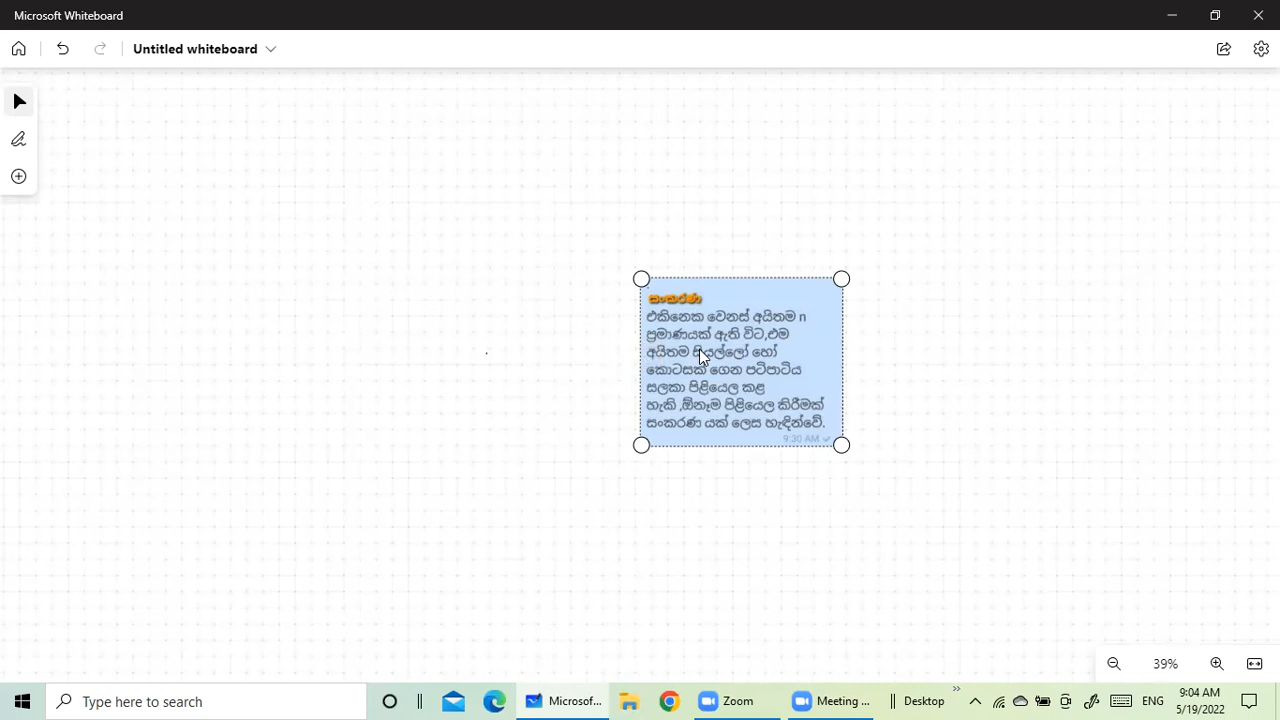 Microsoft Whiteboard
Untitled whiteboard
සංකරණ
එකිනෙක වෙනස් අයිතම n
ප්‍රමාණයක් ඇති විට,එම
අයිතම සියල්ලෝ හෝ
කොටසක් ගෙන පටිපාටිය
සලකා පිළියෙල කළ
හැකි ,ඕනෑම පිළියෙල කිරීමක්
සංකරණ යක් ලෙස හැඳින්වේ.
9:30 AM
39%
Type here to search
Microsof...
Zoom
Meeting ...
Desktop
ENG
9:04 AM
5/19/2022